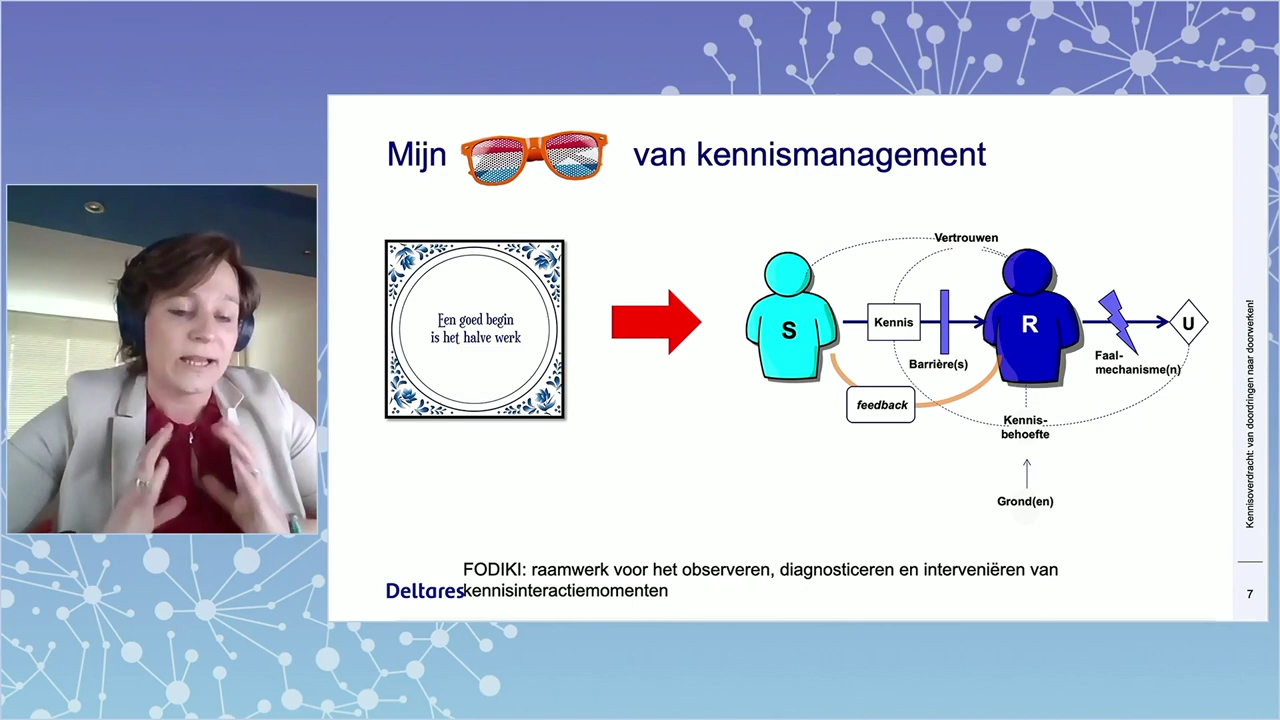 Mijn van kennismanagement
Een goed begin
is het halve werk
Vertrouwen
S
Kennis
R
U
Barrière(s)
Faal-
mechanisme(n)
feedback
Kennis-
behoefte
Grond(en)
FODIKI: raamwerk voor het observeren, diagnosticeren en interveniëren van
kennisinteractiemomenten
Deltares
Kennisoverdracht: van doordringen naar doorwerken!
7